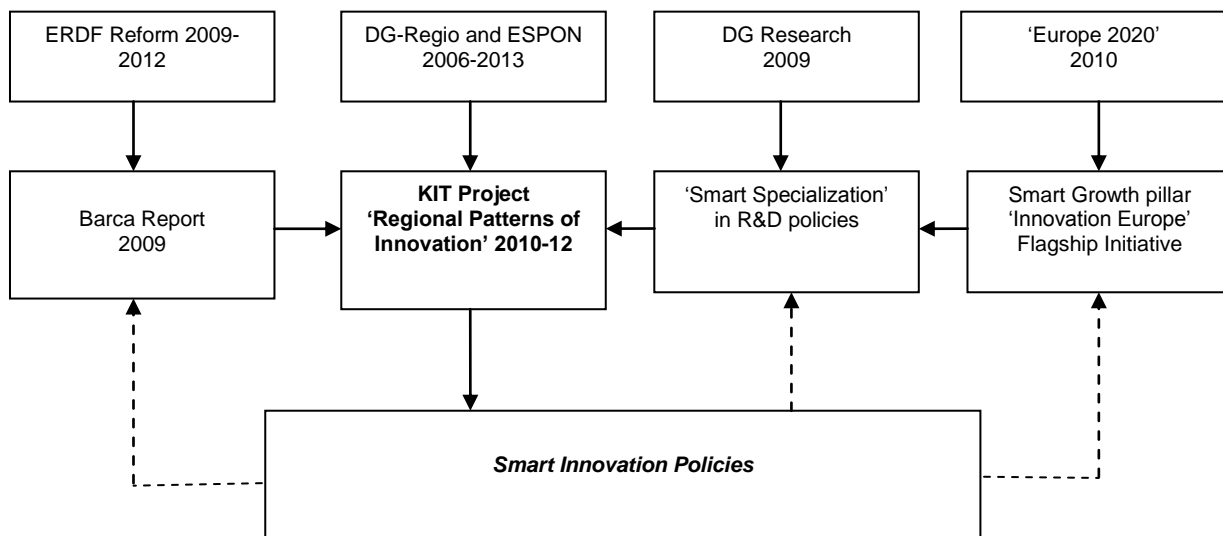 ERDF Reform 2009-
2012
DG-Regio and ESPON
2006-2013
DG Research
2009
‘Europe 2020’
2010
Barca Report
2009
KIT Project
‘Regional Patterns of
Innovation’ 2010-12
‘Smart Specialization’
in R&D policies
Smart Growth pillar
‘Innovation Europe’
Flagship Initiative
Smart Innovation Policies